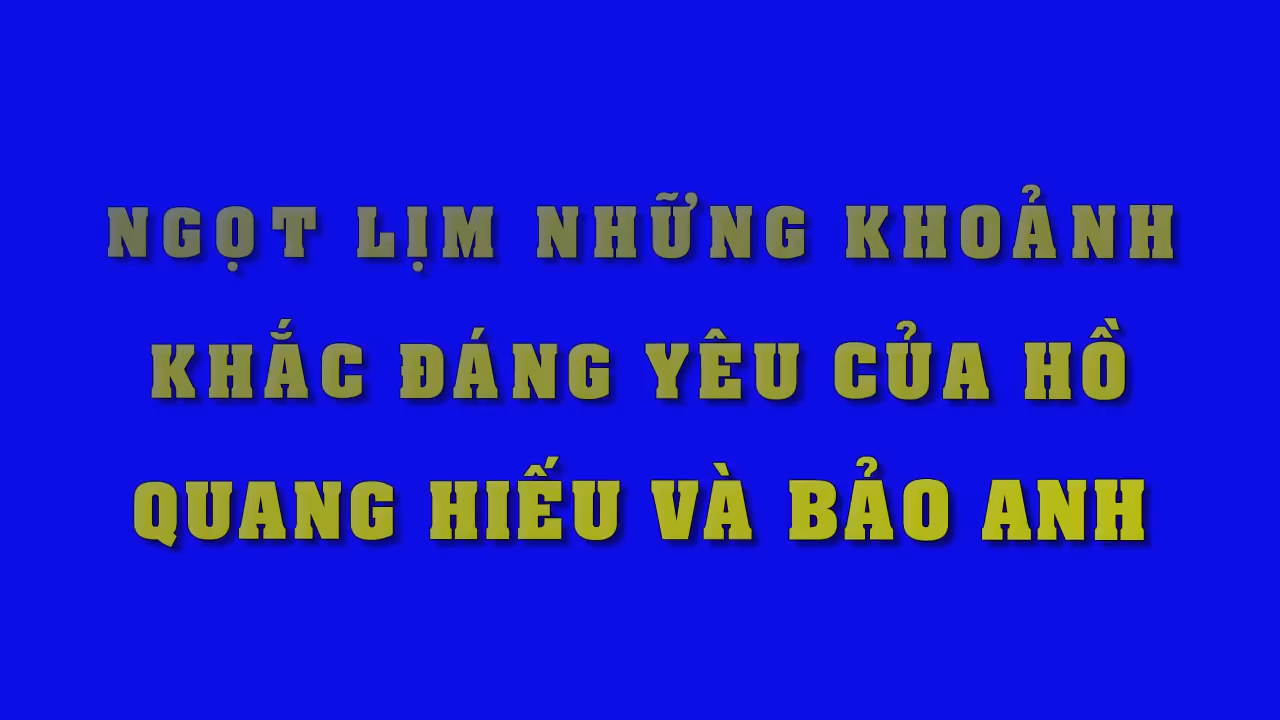 NGỌT LỊM NHỮNG KHOẢNH
KHẮC ĐÁNG YÊU CỦA HỒ
QUANG HIẾU VÀ BẢO ANH